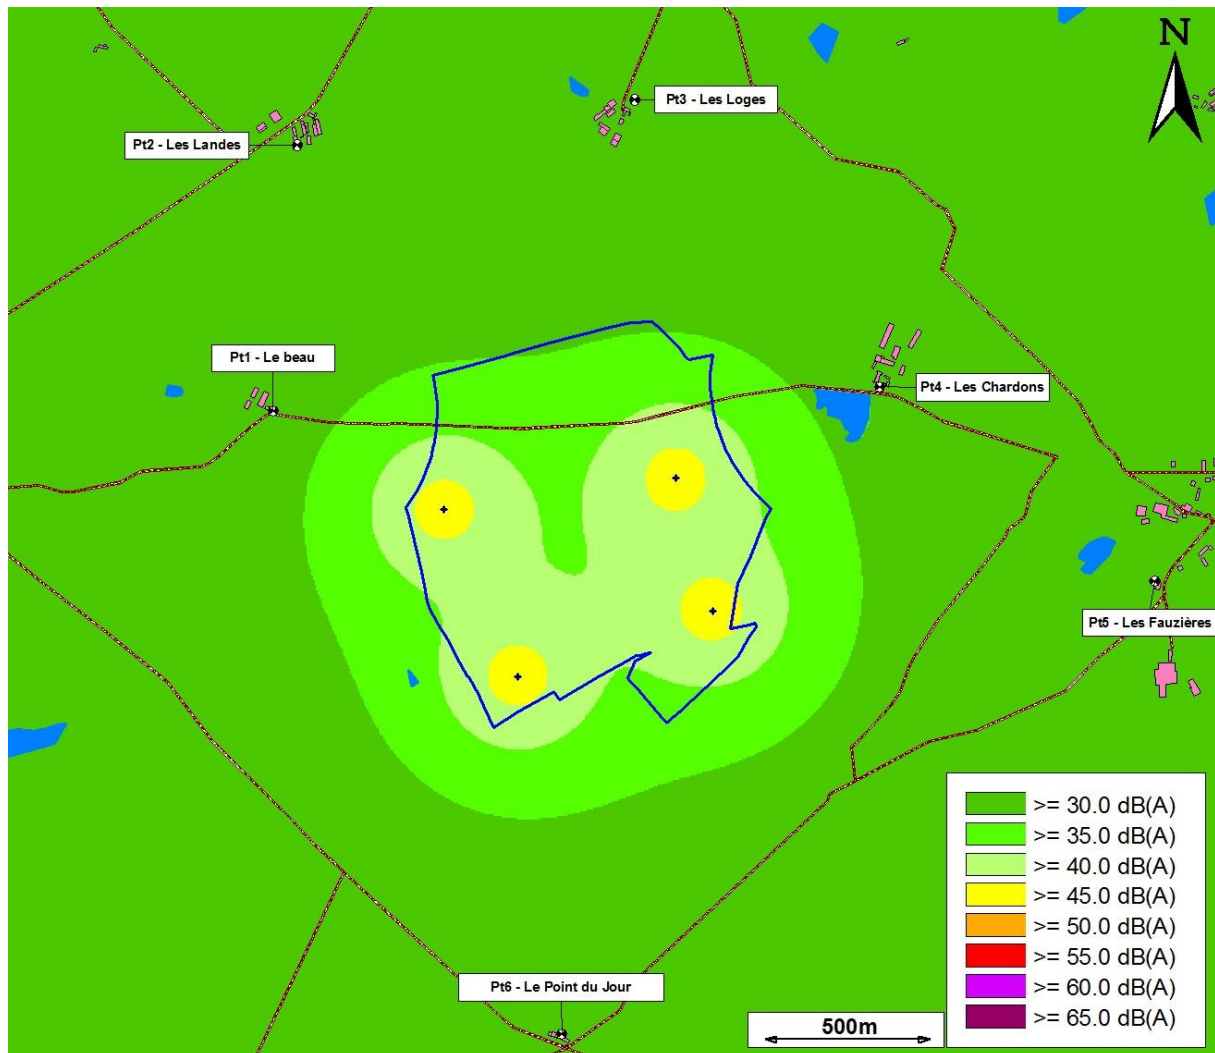 N
Pt3 - Les Loges
Pt2 - Les Landes
Pt1 - Le beau
Pt4 - Les Chardons
Pt5 - Les Fauzières
Pt6 - Le Point du Jour
500m
>= 30.0 dB(A)
>= 35.0 dB(A)
>= 40.0 dB(A)
>= 45.0 dB(A)
>= 50.0 dB(A)
>= 55.0 dB(A)
>= 60.0 dB(A)
>= 65.0 dB(A)